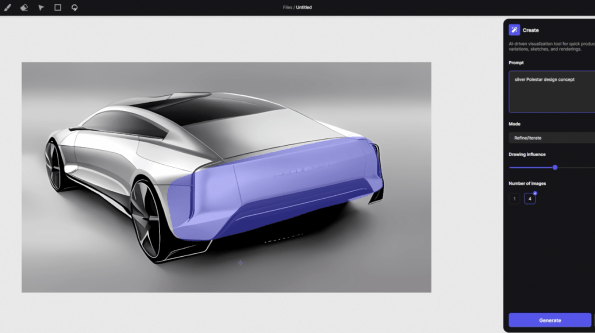 Files / Untitled
Create
AI-driven visualization tool for quick produc
variations, sketches, and renderings.
Prompt
silver Polestar design concept
Mode
Refine/Iterate
Drawing influence
Number of images
1 4
Generate